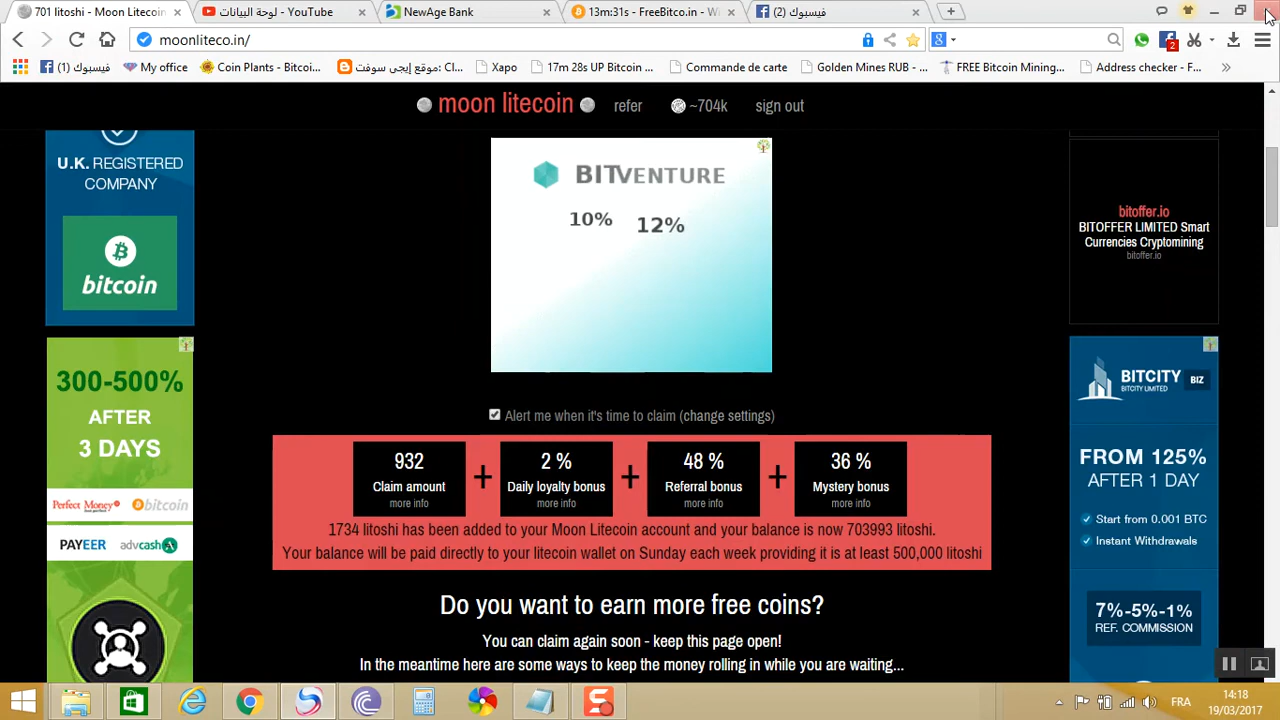 701 litoshi - Moon Litecoin
لوحة البيانات - YouTube
NewAge Bank
13m:31s - FreeBitco.in - Wi
(2) فيسبوك
moonliteco.in/
2
فيسبوك (1)
My office
Coin Plants - Bitcoi...
موقع إيجى سوفت: Cl...
Xapo
17m 28s UP Bitcoin ...
Commande de carte
Golden Mines RUB - ...
FREE Bitcoin Mining...
Address checker - F...
moon litecoin
refer
~704k
sign out
U.K. REGISTERED
COMPANY
bitcoin
BITVENTURE
10%
12%
bitoffer.io
BITOFFER LIMITED Smart
Currencies Cryptomining
bitoffer.io
300-500%
AFTER
3 DAYS
Perfect Money
bitcoin
PAYEER
advcash
BITCITY BIZ
BITCITY LIMITED
FROM 125%
AFTER 1 DAY
Start from 0.001 BTC
Instant Withdrawals
7%-5%-1%
REF. COMMISSION
Alert me when it's time to claim (change settings)
932
Claim amount
more info
+
2 %
Daily loyalty bonus
more info
+
48 %
Referral bonus
more info
+
36 %
Mystery bonus
more info
1734 litoshi has been added to your Moon Litecoin account and your balance is now 703993 litoshi.
Your balance will be paid directly to your litecoin wallet on Sunday each week providing it is at least 500,000 litoshi
Do you want to earn more free coins?
You can claim again soon - keep this page open!
In the meantime here are some ways to keep the money rolling in while you are waiting...
FR
14:18
19/03/2017